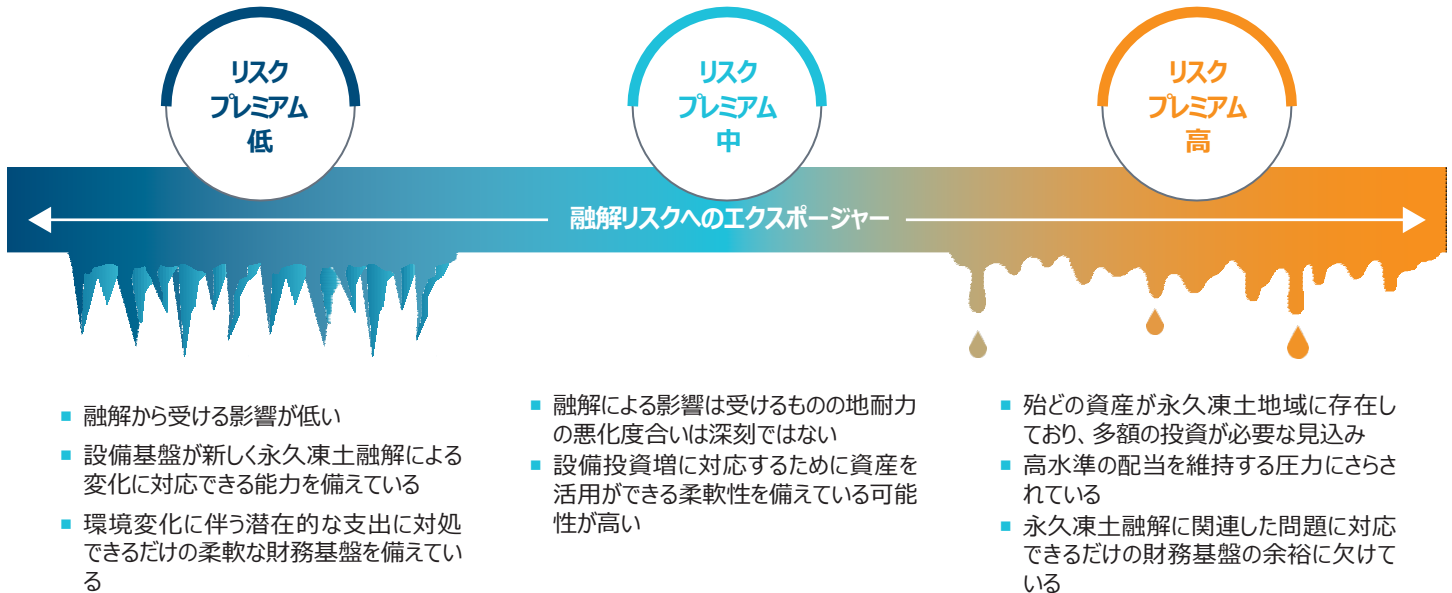 リスク
プレミアム
低
リスク
プレミアム
中
リスク
プレミアム
高
融解リスクへのエクスポージャー
■ 融解から受ける影響が低い
■ 設備基盤が新しく永久凍土融解による
変化に対応できる能力を備えている
■ 環境変化に伴う潜在的な支出に対処
できるだけの柔軟な財務基盤を備えてい
る
■ 融解による影響は受けるものの地耐力
の悪化度合いは深刻ではない
■ 設備投資増に対応するために資産を
活用ができる柔軟性を備えている可能
性が高い
■ 殆どの資産が永久凍土地域に存在し
ており、多額の投資が必要な見込み
■ 高水準の配当を維持する圧力にさらさ
れている
■ 永久凍土融解に関連した問題に対応
できるだけの財務基盤の余裕に欠けて
いる